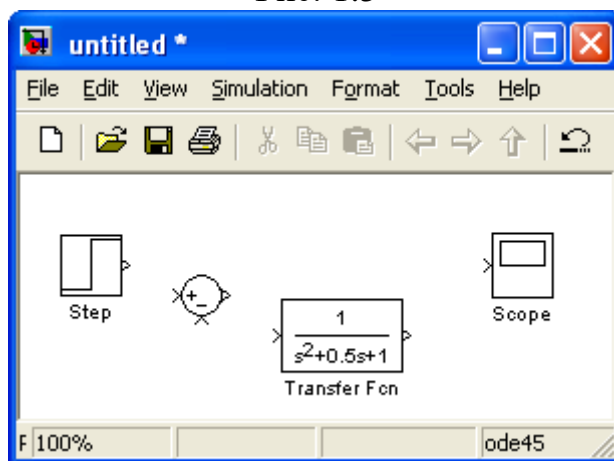 untitled *
File Edit View Simulation Format Tools Help
+
-
Step
1
s2+0.5s+1
Transfer Fcn
Scope
F 100% ode45